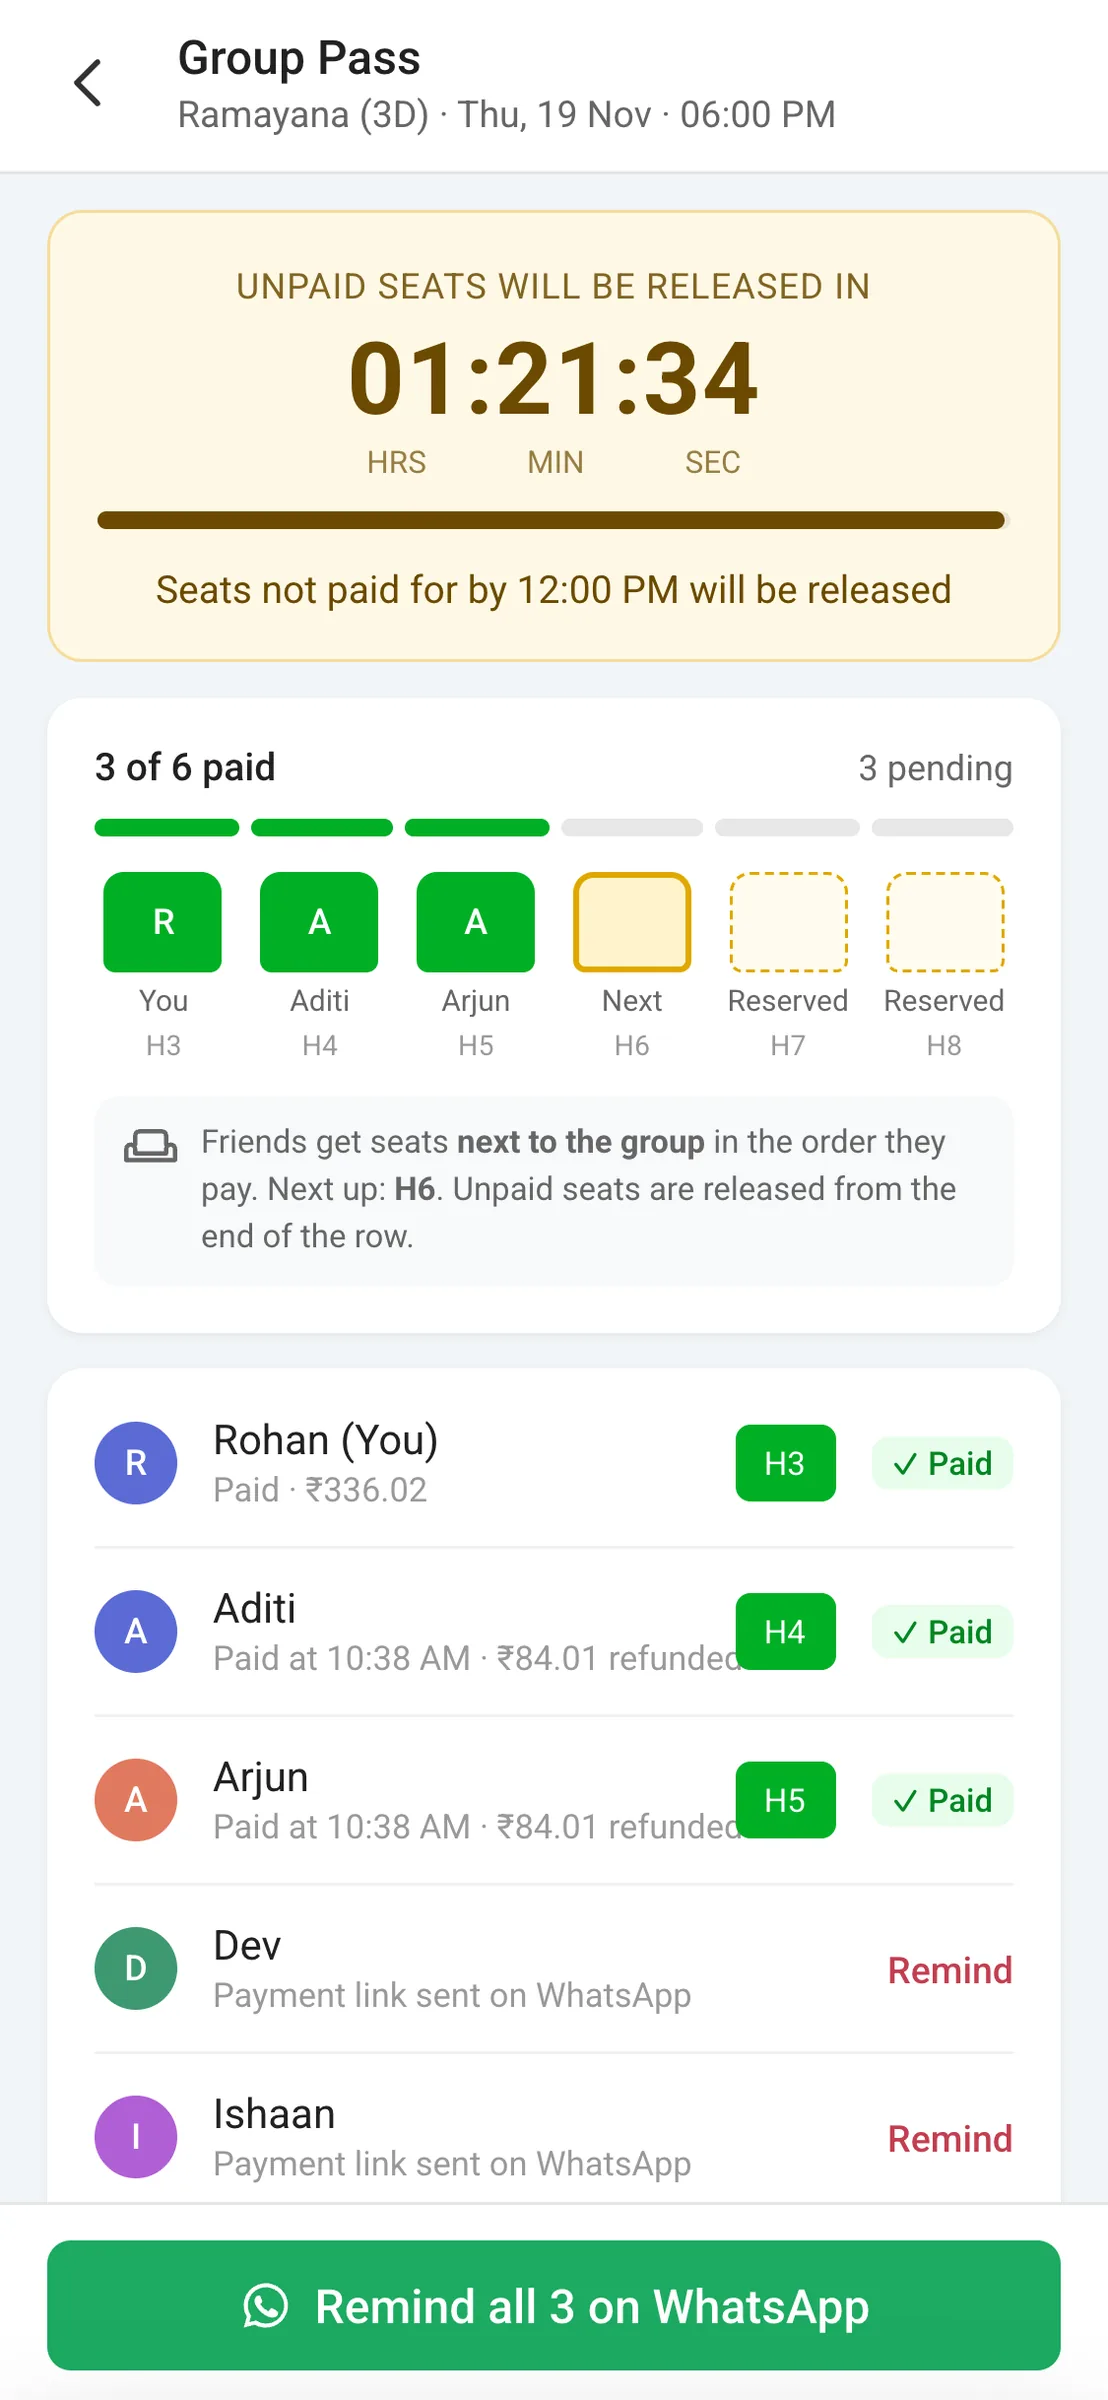 Group Pass
Ramayana (3D) · Thu, 19 Nov · 06:00 PM
UNPAID SEATS WILL BE RELEASED IN
01:21:34
HRS MIN SEC
Seats not paid for by 12:00 PM will be released
3 of 6 paid 3 pending
R A A
You Aditi Arjun Next Reserved Reserved
H3 H4 H5 H6 H7 H8
Friends get seats next to the group in the order they
pay. Next up: H6. Unpaid seats are released from the
end of the row.
R Rohan (You) H3 ✓ Paid
Paid · ₹336.02
A Aditi H4 ✓ Paid
Paid at 10:38 AM · ₹84.01 refunded
A Arjun H5 ✓ Paid
Paid at 10:38 AM · ₹84.01 refunded
D Dev Remind
Payment link sent on WhatsApp
I Ishaan Remind
Payment link sent on WhatsApp
Remind all 3 on WhatsApp